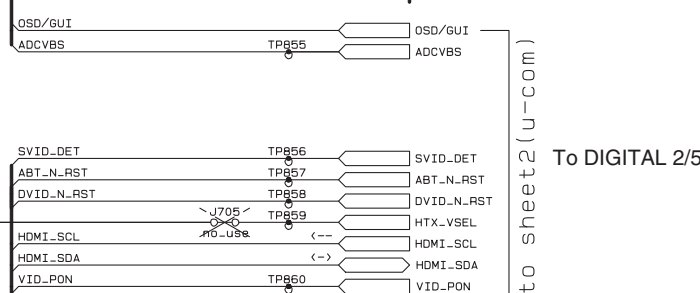 OSD/GUI OSD/GUI
ADCVBS TP855 ADCVBS
SVID_DET TP856 SVID_DET
ABT_N_RST TP857 ABT_N_RST
DVID_N_RST TP858 DVID_N_RST
J705 TP859 HTX_VSEL
no_use
HDMI_SCL <-- HDMI_SCL
HDMI_SDA <-> HDMI_SDA
VID_PON TP860 VID_PON
to sheet2(u-com)
To DIGITAL 2/5